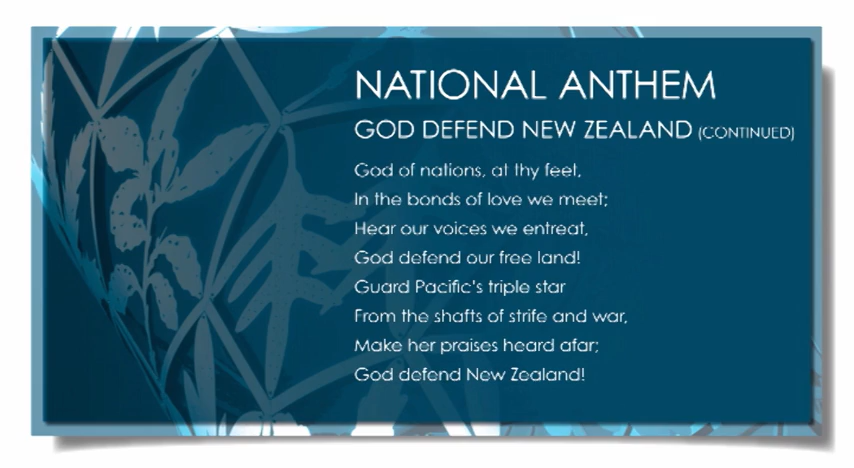 NATIONAL ANTHEM
GOD DEFEND NEW ZEALAND (CONTINUED)
God of nations, at thy feet,
In the bonds of love we meet;
Hear our voices we entreat,
God defend our free land!
Guard Pacific's triple star
From the shafts of strife and war,
Make her praises heard afar;
God defend New Zealand!